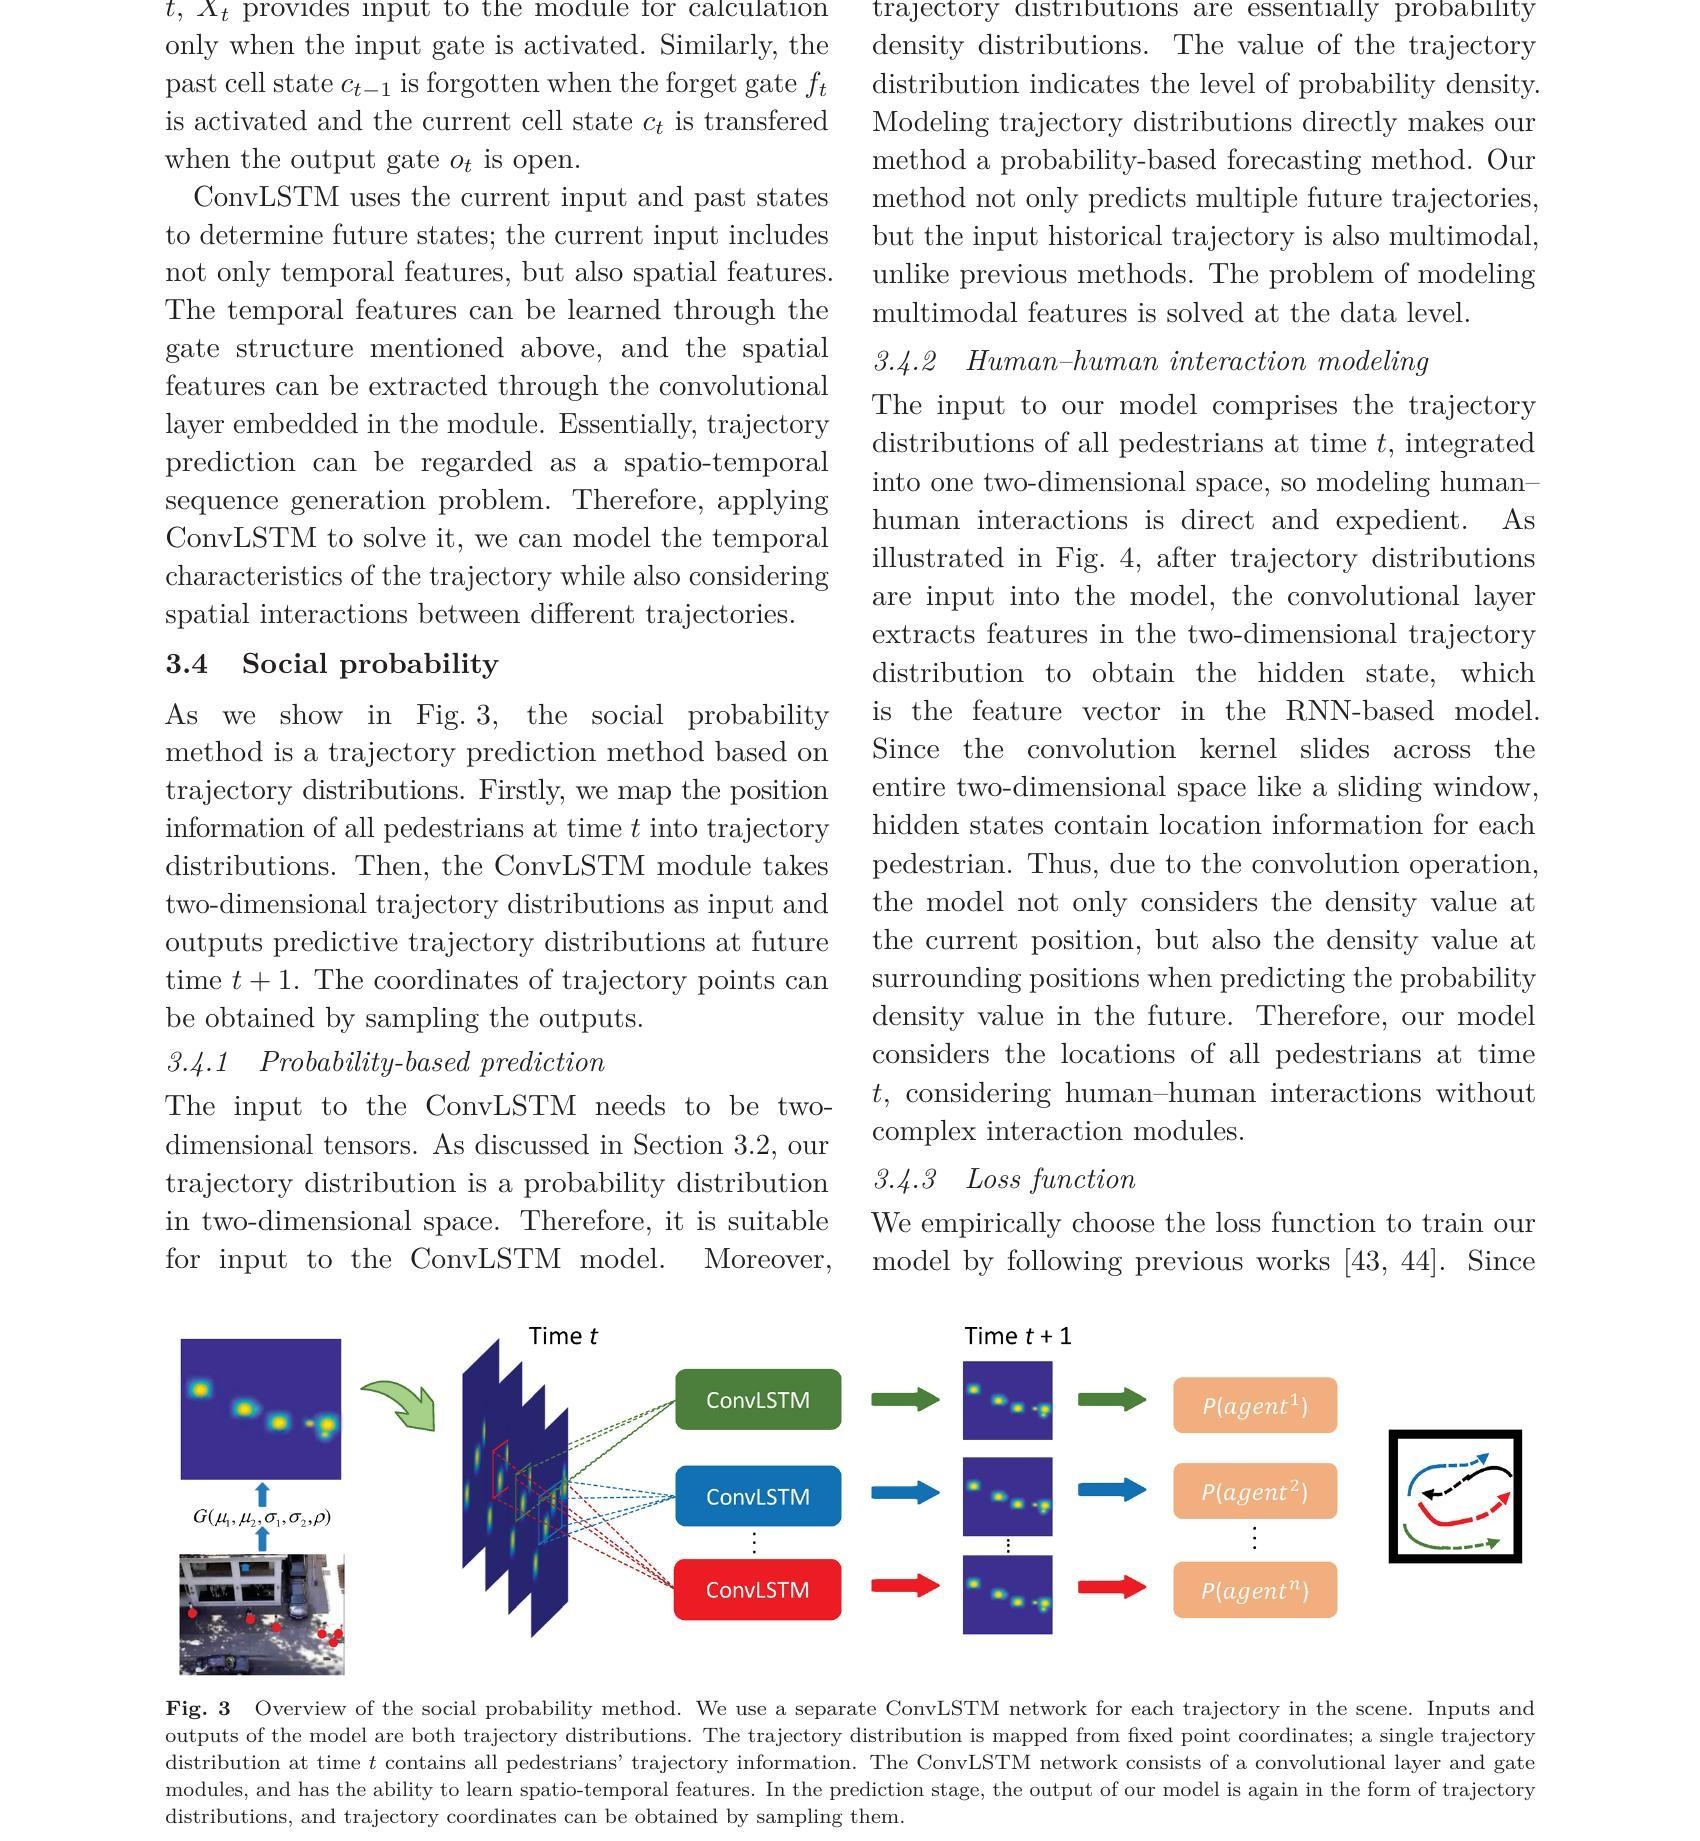 t, Xt provides input to the module for calculation
only when the input gate is activated. Similarly, the
past cell state ct−1 is forgotten when the forget gate ft
is activated and the current cell state ct is transfered
when the output gate ot is open.
ConvLSTM uses the current input and past states
to determine future states; the current input includes
not only temporal features, but also spatial features.
The temporal features can be learned through the
gate structure mentioned above, and the spatial
features can be extracted through the convolutional
layer embedded in the module. Essentially, trajectory
prediction can be regarded as a spatio-temporal
sequence generation problem. Therefore, applying
ConvLSTM to solve it, we can model the temporal
characteristics of the trajectory while also considering
spatial interactions between different trajectories.
3.4 Social probability
As we show in Fig. 3, the social probability
method is a trajectory prediction method based on
trajectory distributions. Firstly, we map the position
information of all pedestrians at time t into trajectory
distributions. Then, the ConvLSTM module takes
two-dimensional trajectory distributions as input and
outputs predictive trajectory distributions at future
time t + 1. The coordinates of trajectory points can
be obtained by sampling the outputs.
3.4.1 Probability-based prediction
The input to the ConvLSTM needs to be two-
dimensional tensors. As discussed in Section 3.2, our
trajectory distribution is a probability distribution
in two-dimensional space. Therefore, it is suitable
for input to the ConvLSTM model. Moreover,
trajectory distributions are essentially probability
density distributions. The value of the trajectory
distribution indicates the level of probability density.
Modeling trajectory distributions directly makes our
method a probability-based forecasting method. Our
method not only predicts multiple future trajectories,
but the input historical trajectory is also multimodal,
unlike previous methods. The problem of modeling
multimodal features is solved at the data level.
3.4.2 Human–human interaction modeling
The input to our model comprises the trajectory
distributions of all pedestrians at time t, integrated
into one two-dimensional space, so modeling human–
human interactions is direct and expedient. As
illustrated in Fig. 4, after trajectory distributions
are input into the model, the convolutional layer
extracts features in the two-dimensional trajectory
distribution to obtain the hidden state, which
is the feature vector in the RNN-based model.
Since the convolution kernel slides across the
entire two-dimensional space like a sliding window,
hidden states contain location information for each
pedestrian. Thus, due to the convolution operation,
the model not only considers the density value at
the current position, but also the density value at
surrounding positions when predicting the probability
density value in the future. Therefore, our model
considers the locations of all pedestrians at time
t, considering human–human interactions without
complex interaction modules.
3.4.3 Loss function
We empirically choose the loss function to train our
model by following previous works [43, 44]. Since
Time t
Time t + 1
ConvLSTM
P(agent¹)
ConvLSTM
P(agent²)
G(μ₁,μ₂,σ₁,σ₂,ρ)
ConvLSTM
P(agentⁿ)
Fig. 3 Overview of the social probability method. We use a separate ConvLSTM network for each trajectory in the scene. Inputs and
outputs of the model are both trajectory distributions. The trajectory distribution is mapped from fixed point coordinates; a single trajectory
distribution at time t contains all pedestrians' trajectory information. The ConvLSTM network consists of a convolutional layer and gate
modules, and has the ability to learn spatio-temporal features. In the prediction stage, the output of our model is again in the form of trajectory
distributions, and trajectory coordinates can be obtained by sampling them.